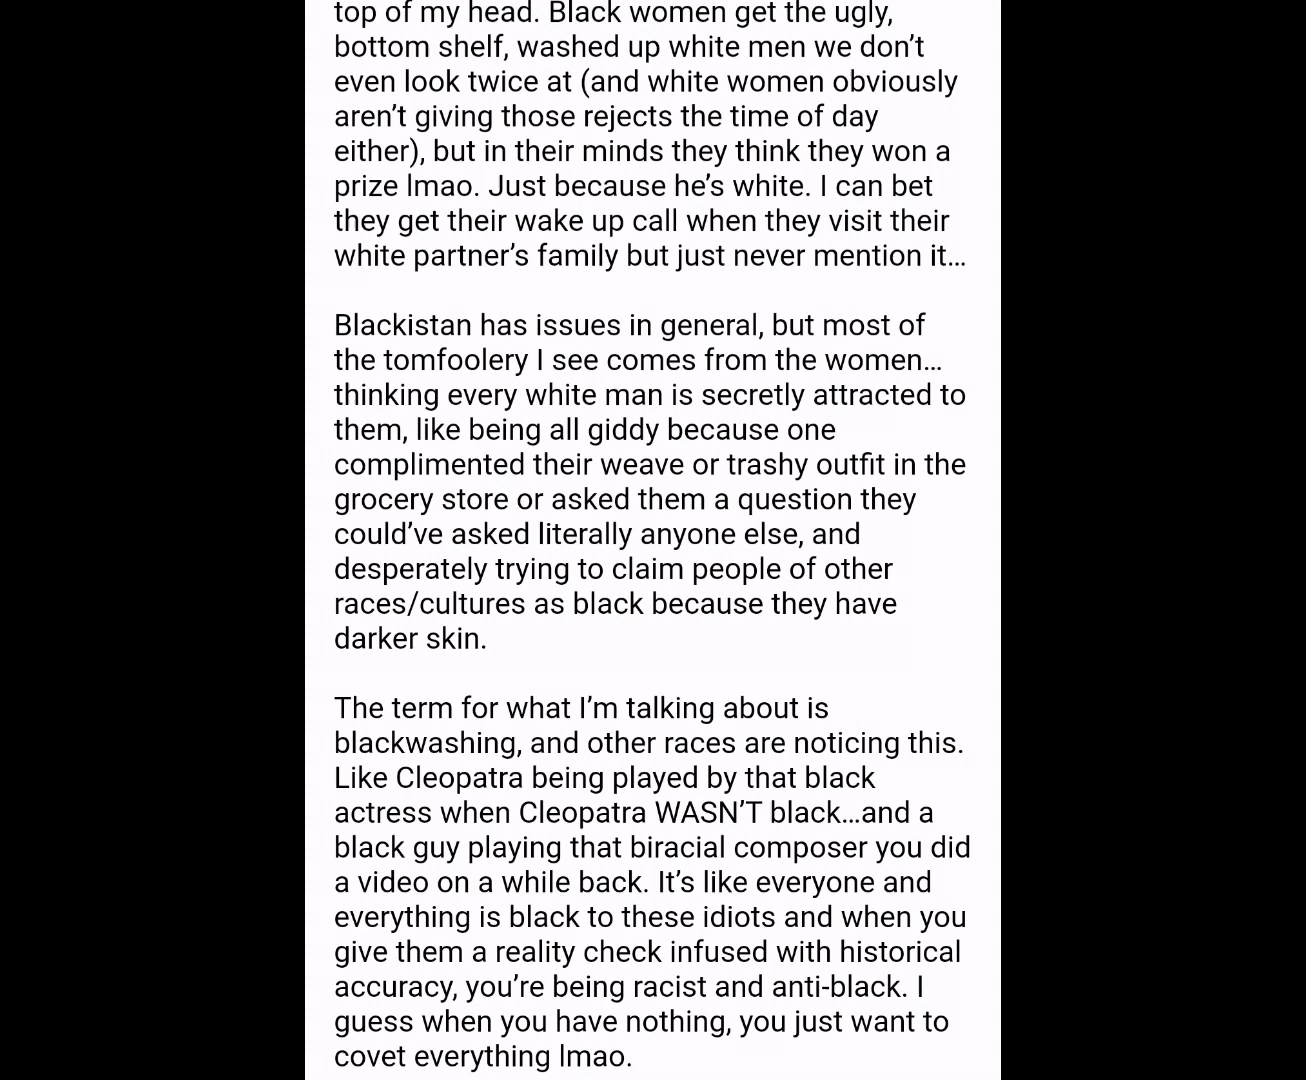 top of my head. Black women get the ugly,
bottom shelf, washed up white men we don’t
even look twice at (and white women obviously
aren’t giving those rejects the time of day
either), but in their minds they think they won a
prize lmao. Just because he’s white. I can bet
they get their wake up call when they visit their
white partner’s family but just never mention it…
Blackistan has issues in general, but most of
the tomfoolery I see comes from the women…
thinking every white man is secretly attracted to
them, like being all giddy because one
complimented their weave or trashy outfit in the
grocery store or asked them a question they
could’ve asked literally anyone else, and
desperately trying to claim people of other
races/cultures as black because they have
darker skin.
The term for what I’m talking about is
blackwashing, and other races are noticing this.
Like Cleopatra being played by that black
actress when Cleopatra WASN’T black…and a
black guy playing that biracial composer you did
a video on a while back. It’s like everyone and
everything is black to these idiots and when you
give them a reality check infused with historical
accuracy, you’re being racist and anti-black. I
guess when you have nothing, you just want to
covet everything lmao.